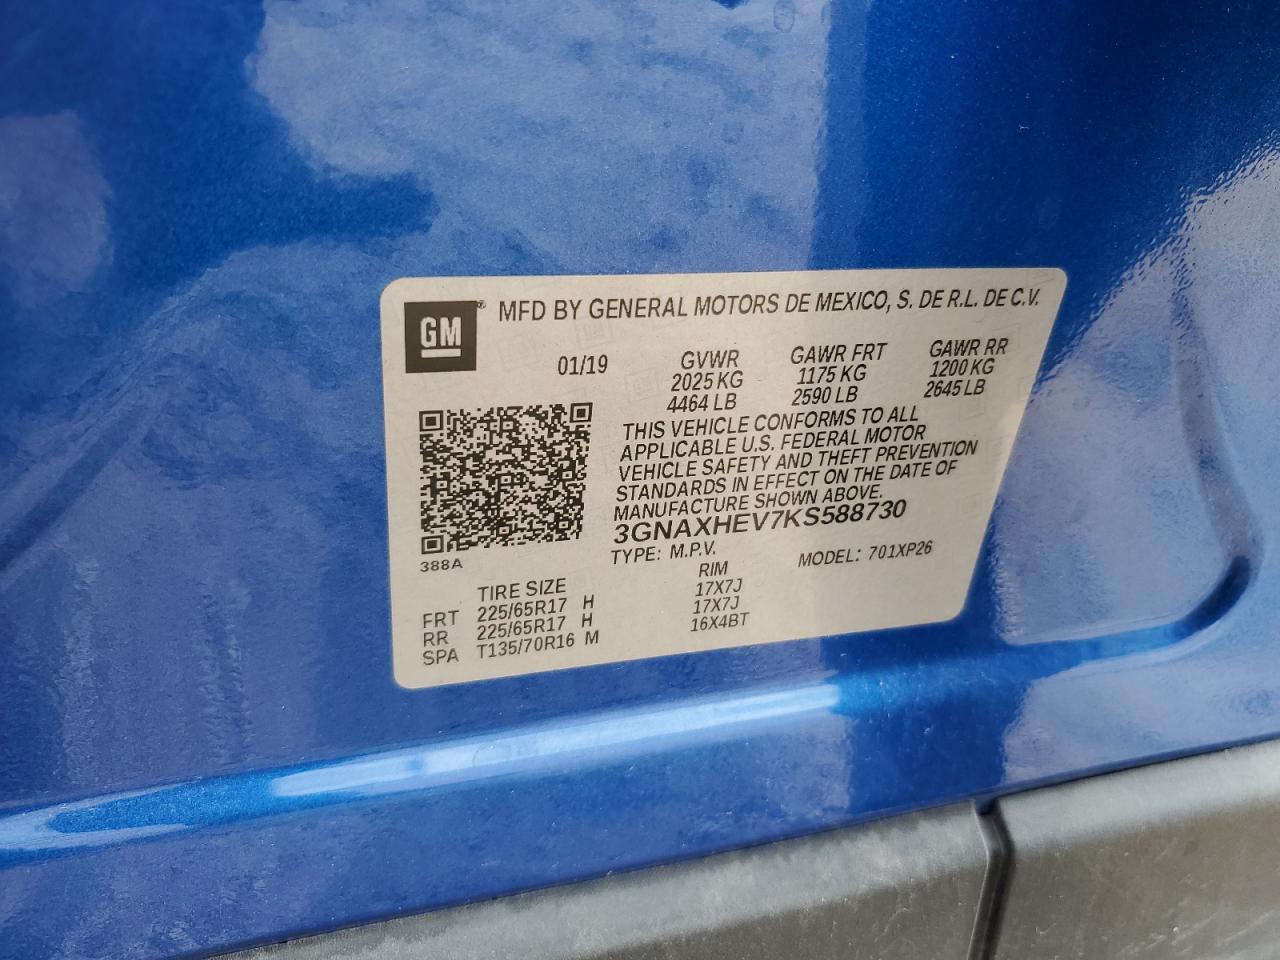 GM® MFD BY GENERAL MOTORS DE MEXICO, S. DE R.L. DE C.V.
01/19 GVWR GAWR FRT GAWR RR
2025 KG 1175 KG 1200 KG
4464 LB 2590 LB 2645 LB
THIS VEHICLE CONFORMS TO ALL
APPLICABLE U.S. FEDERAL MOTOR
VEHICLE SAFETY AND THEFT PREVENTION
STANDARDS IN EFFECT ON THE DATE OF
MANUFACTURE SHOWN ABOVE.
3GNAXHEV7KS588730
388A TYPE: M.P.V. MODEL: 701XP26
TIRE SIZE RIM
FRT 225/65R17 H 17X7J
RR 225/65R17 H 17X7J
SPA T135/70R16 M 16X4BT